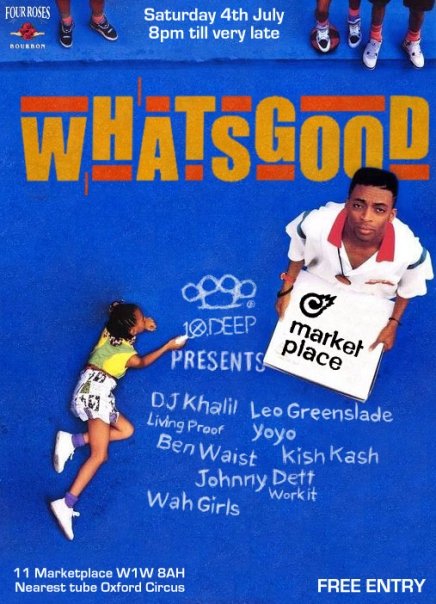 FOUR ROSES
BOURBON
Saturday 4th July
8pm till very late
WHATSGOOD
10.DEEP
PRESENTS
market
place
DJ Khalil
Leo Greenslade
Living Proof
yoyo
Ben Waist
Kish Kash
Johnny Dett
Work it
Wah Girls
11 Marketplace W1W 8AH
Nearest tube Oxford Circus
FREE ENTRY